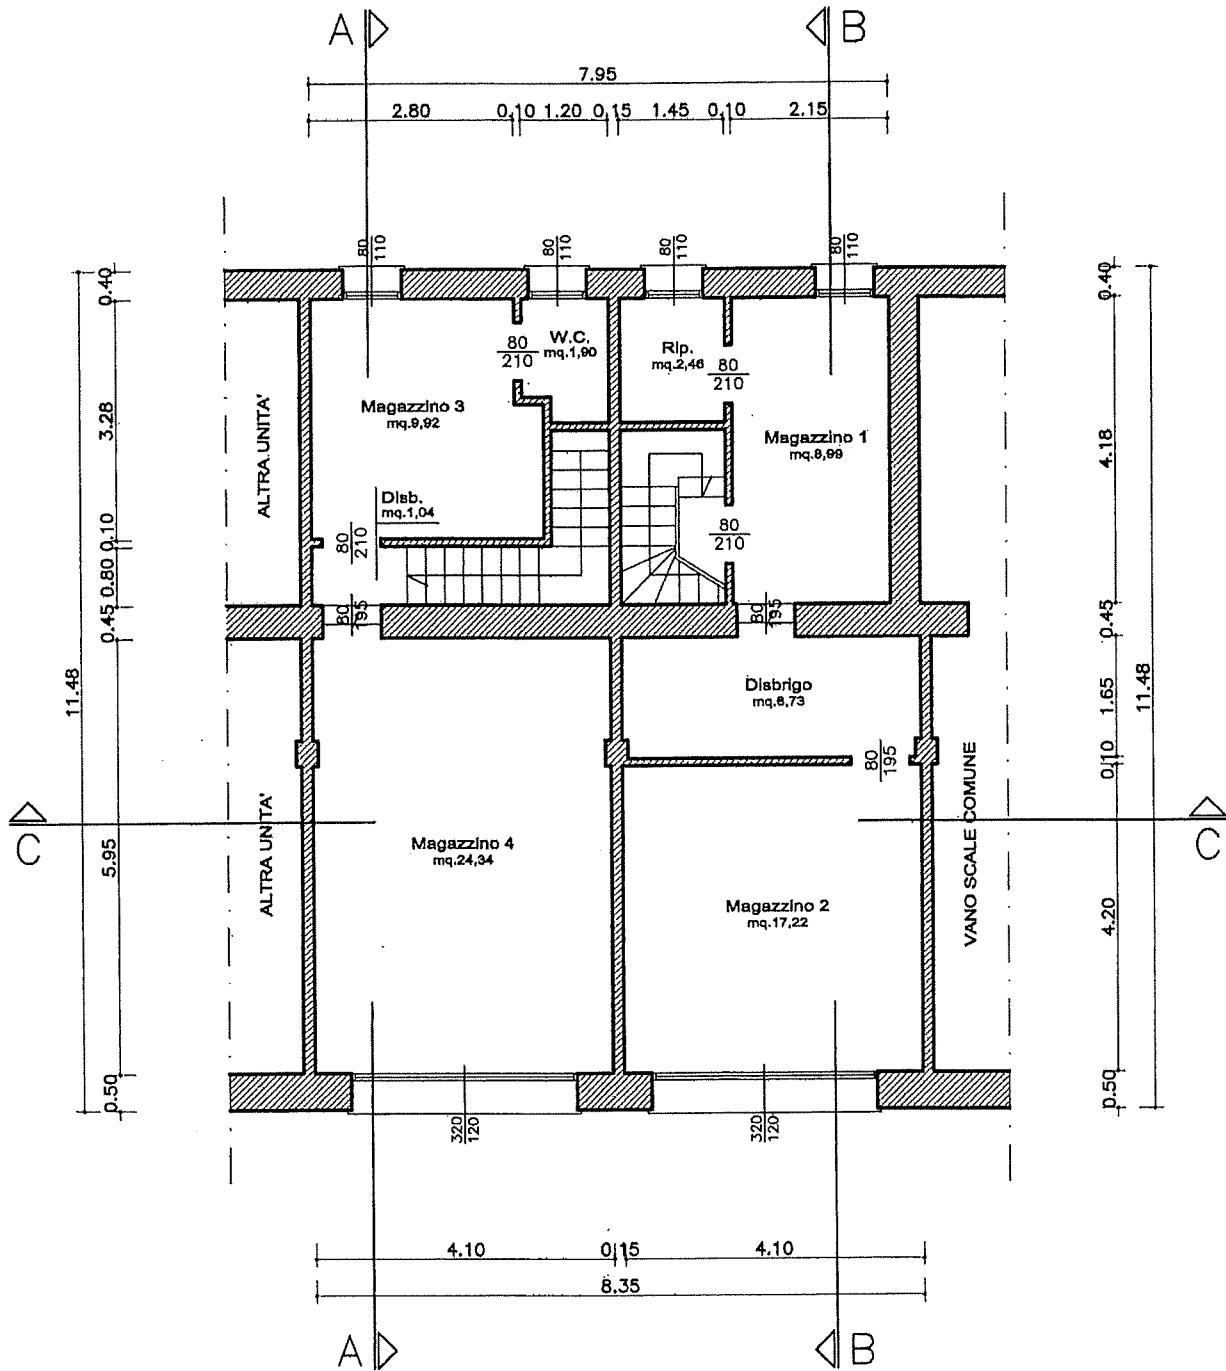 A
B
7.95
2.80 0.10 1.20 0.15 1.45 0.10 2.15
80
110
80
110
80
110
80
110
0.40
3.28
0.10
0.80
0.45
5.95
0.50
11.48
0.40
4.18
0.45
1.65
0.10
4.20
0.50
11.48
ALTRA UNITA'
W.C.
mq.1,90
80
210
Rip.
mq.2,46
80
210
Magazzino 3
mq.9,92
Magazzino 1
mq.8,99
Disb.
mq.1,04
80
210
80
210
80
195
80
195
Disbrigo
mq.6,73
80
195
ALTRA UNITA'
VANO SCALE COMUNE
C
C
Magazzino 4
mq.24,34
Magazzino 2
mq.17,22
320
120
320
120
4.10 0.15 4.10
8.35
A
B